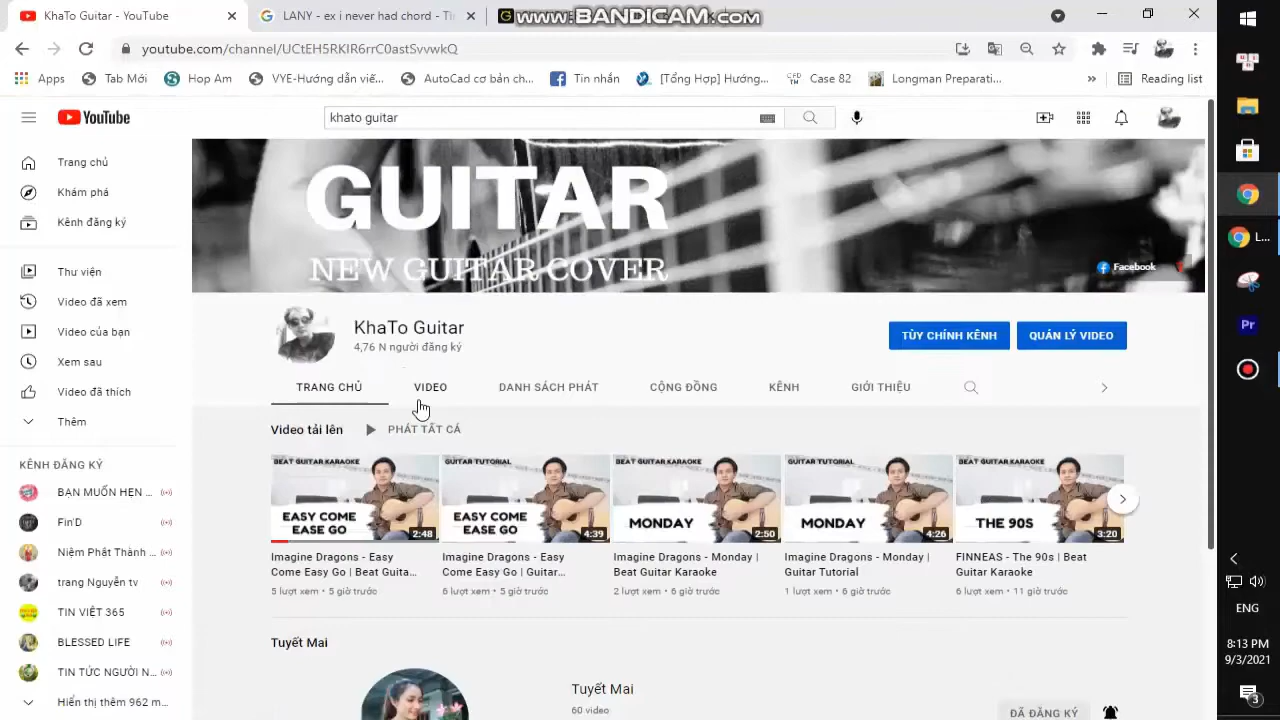 KhaTo Guitar - YouTube
LANY - ex i never had chord - Tì
www.BANDICAM.com
youtube.com/channel/UCtEH5RKIR6rrC0astSvvwkQ
Apps
Tab Mới
Hop Am
VYE-Hướng dẫn viế...
AutoCad cơ bản ch...
Tin nhắn
[Tổng Hợp] Hướng...
Case 82
Longman Preparati...
»
Reading list
YouTube
khato guitar
Trang chủ
Khám phá
Kênh đăng ký
Thư viện
Video đã xem
Video của bạn
Xem sau
Video đã thích
Thêm
KÊNH ĐĂNG KÝ
BẠN MUỐN HẸN ...
Fin'D
Niệm Phật Thành ...
trang Nguyễn tv
TIN VIỆT 365
BLESSED LIFE
TIN TỨC NGƯỜI N...
Hiển thị thêm 962 m...
GUITAR
NEW GUITAR COVER
Facebook
KhaTo Guitar
4,76 N người đăng ký
TÙY CHỈNH KÊNH
QUẢN LÝ VIDEO
TRANG CHỦ
VIDEO
DANH SÁCH PHÁT
CỘNG ĐỒNG
KÊNH
GIỚI THIỆU
Video tải lên
PHÁT TẤT CẢ
BEAT GUITAR KARAOKE
EASY COME
EASE GO
2:48
GUITAR TUTORIAL
EASY COME
EASE GO
4:39
BEAT GUITAR KARAOKE
MONDAY
2:50
GUITAR TUTORIAL
MONDAY
4:26
BEAT GUITAR KARAOKE
THE 90S
3:20
Imagine Dragons - Easy
Come Easy Go | Beat Guita...
5 lượt xem • 5 giờ trước
Imagine Dragons - Easy
Come Easy Go | Guitar...
6 lượt xem • 5 giờ trước
Imagine Dragons - Monday |
Beat Guitar Karaoke
2 lượt xem • 6 giờ trước
Imagine Dragons - Monday |
Guitar Tutorial
1 lượt xem • 6 giờ trước
FINNEAS - The 90s | Beat
Guitar Karaoke
6 lượt xem • 11 giờ trước
Tuyết Mai
Tuyết Mai
60 video
ĐÃ ĐĂNG KÝ
L...
Pr
ENG
8:13 PM
9/3/2021
3